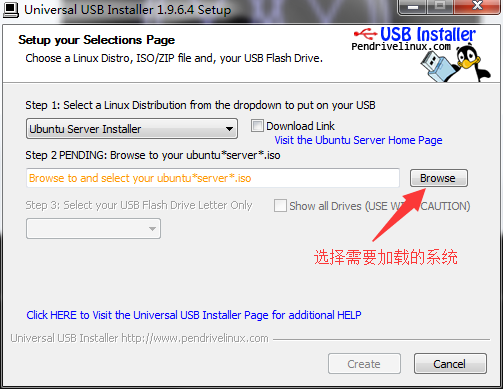 Universal USB Installer 1.9.6.4 Setup
Setup your Selections Page
Choose a Linux Distro, ISO/ZIP file and, your USB Flash Drive.
USB Installer
Pendrivelinux.com
Step 1: Select a Linux Distribution from the dropdown to put on your USB
Ubuntu Server Installer
Download Link
Visit the Ubuntu Server Home Page
Step 2 PENDING: Browse to your ubuntu*server*.iso
Browse to and select your ubuntu*server*.iso
Browse
Step 3: Select your USB Flash Drive Letter Only
Show all Drives (USE CAUTION)
选择需要加载的系统
Click HERE to Visit the Universal USB Installer Page for additional HELP
Universal USB Installer http://www.pendrivelinux.com
Create
Cancel